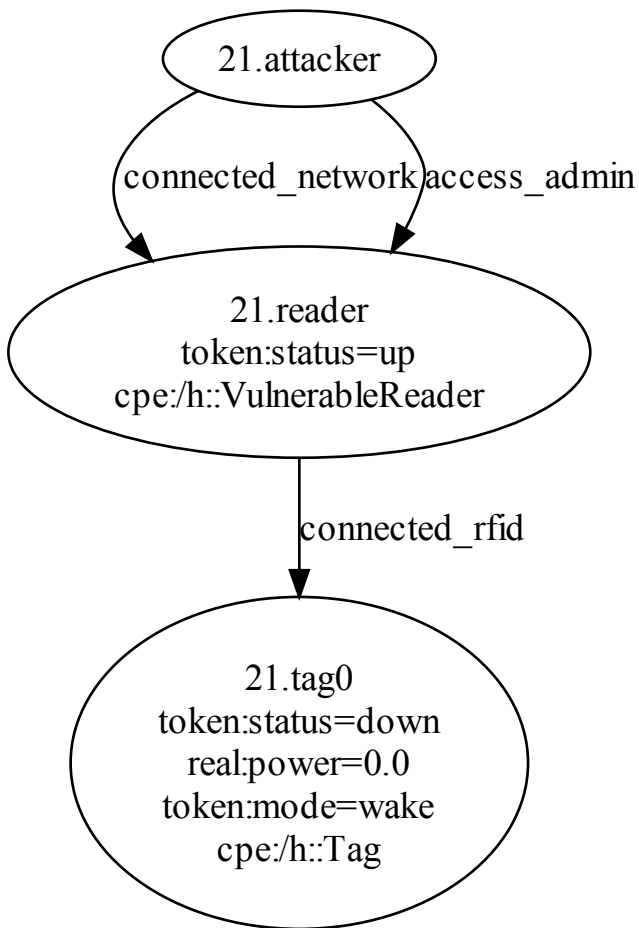 21.attacker
connected_network
access_admin
21.reader
token:status=up
cpe:/h::VulnerableReader
connected_rfid
21.tag0
token:status=down
real:power=0.0
token:mode=wake
cpe:/h::Tag